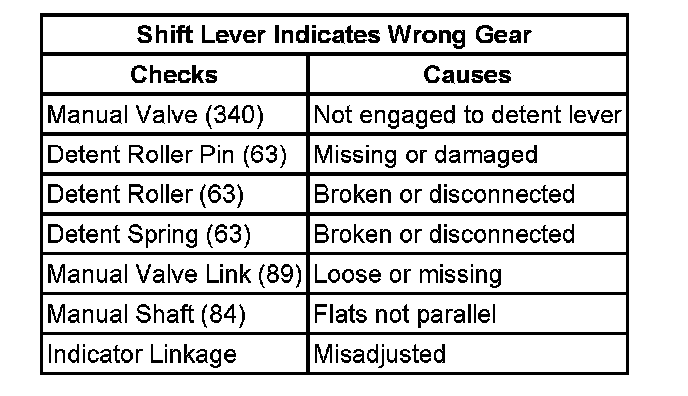 Shift Lever Indicates Wrong Gear
Checks Causes
Manual Valve (340) Not engaged to detent lever
Detent Roller Pin (63) Missing or damaged
Detent Roller (63) Broken or disconnected
Detent Spring (63) Broken or disconnected
Manual Valve Link (89) Loose or missing
Manual Shaft (84) Flats not parallel
Indicator Linkage Misadjusted